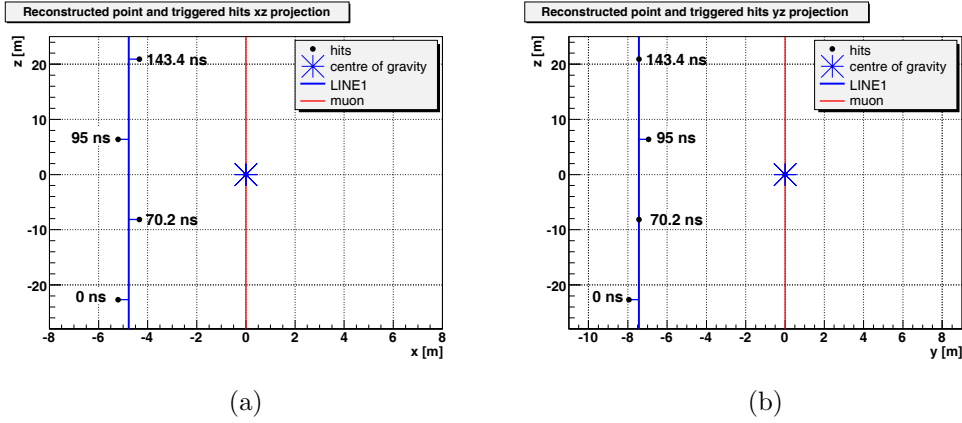 Reconstructed point and triggered hits xz projection
z [m]
hits
centre of gravity
LINE1
muon
143.4 ns
95 ns
70.2 ns
0 ns
20
10
0
-10
-20
-8 -6 -4 -2 0 2 4 6 8
x [m]
(a)
Reconstructed point and triggered hits yz projection
z [m]
hits
centre of gravity
LINE1
muon
143.4 ns
95 ns
70.2 ns
0 ns
20
10
0
-10
-20
-10 -8 -6 -4 -2 0 2 4 6 8
y [m]
(b)